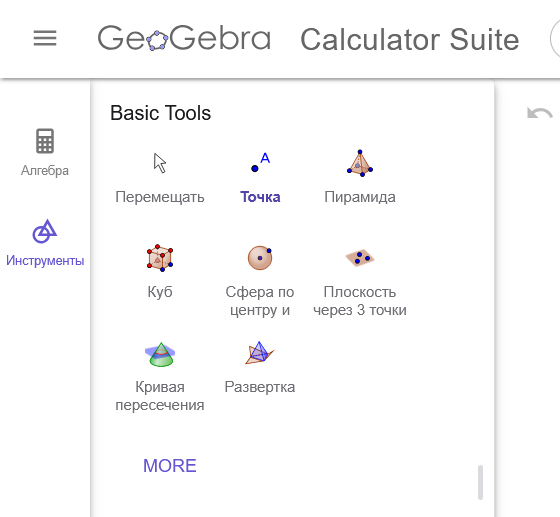 GeoGebra Calculator Suite
Basic Tools
Алгебра
A
Перемещать Точка Пирамида
Инструменты
Куб Сфера по Плоскость
центру и через 3 точки
Кривая Развертка
пересечения
MORE